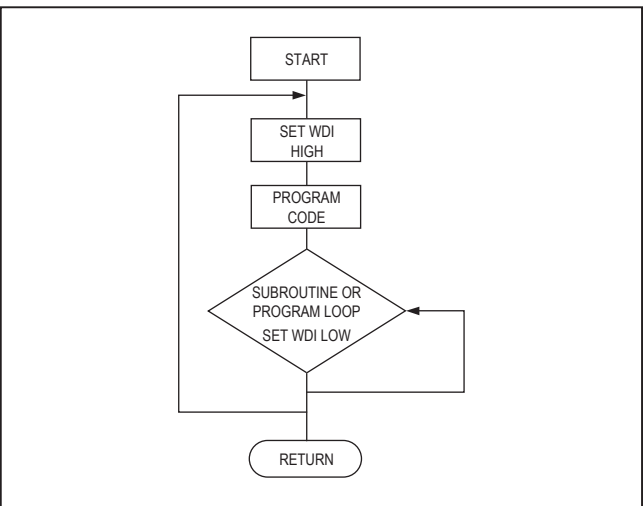 START
SET WDI
HIGH
PROGRAM
CODE
SUBROUTINE OR
PROGRAM LOOP
SET WDI LOW
RETURN